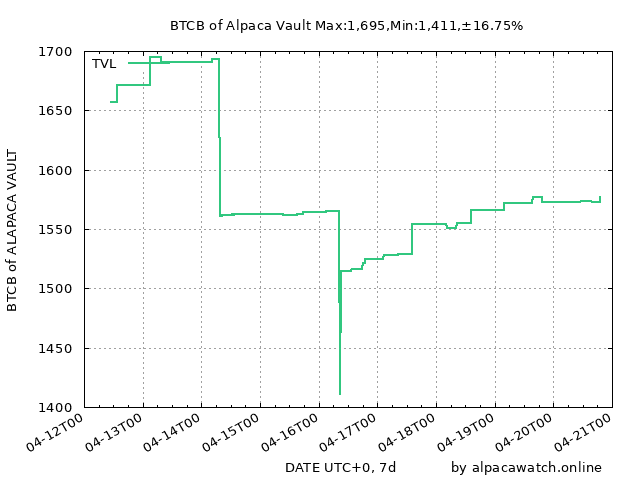 BTCB of Alpaca Vault Max:1,695,Min:1,411,±16.75%
TVL
1700
1650
1600
1550
1500
1450
1400
BTCB of ALAPACA VAULT
04-12T00
04-13T00
04-14T00
04-15T00
04-16T00
04-17T00
04-18T00
04-19T00
04-20T00
04-21T00
DATE UTC+0, 7d
by alpacawatch.online